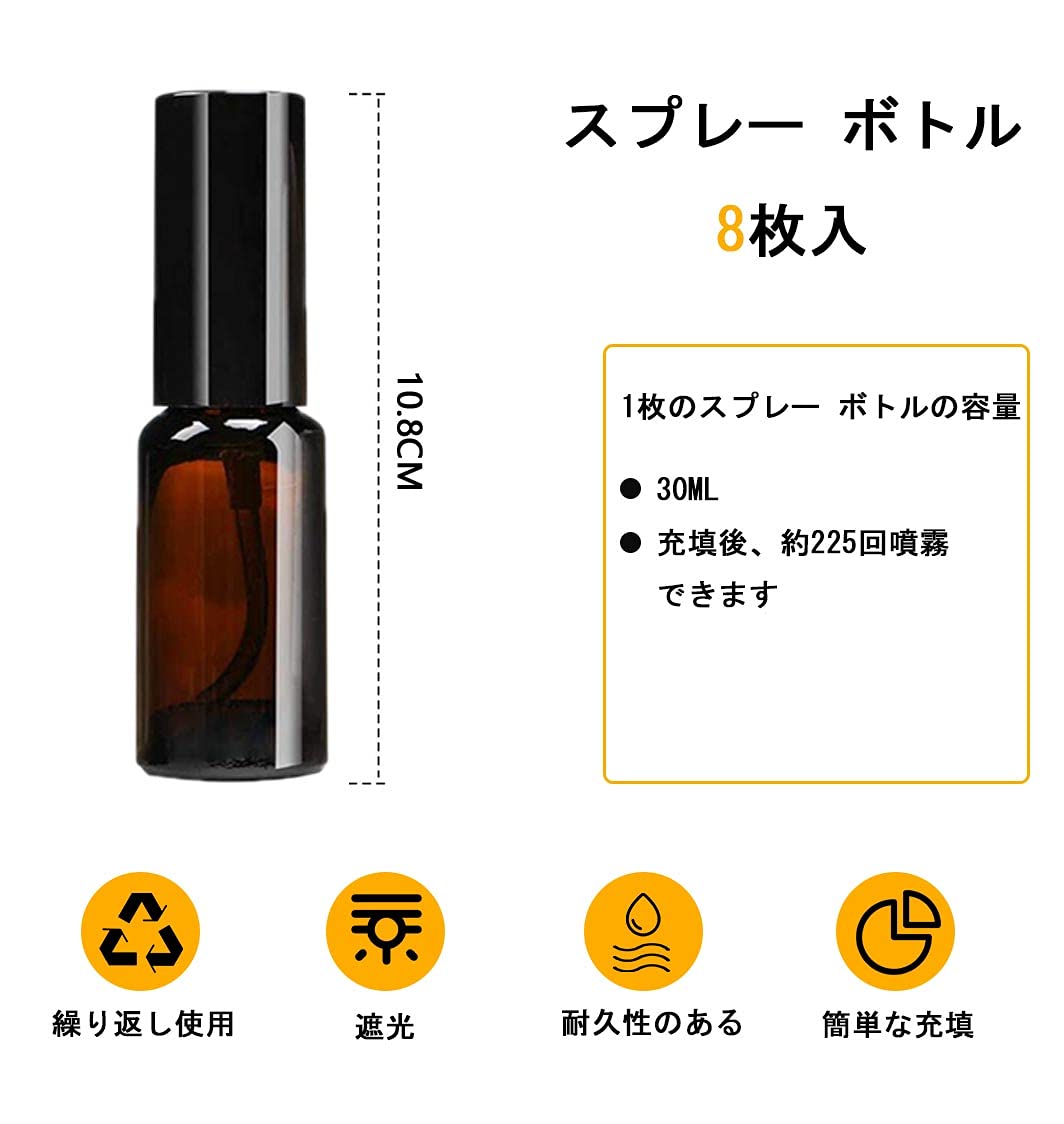 スプレー ボトル
8枚入
10.8CM
1枚のスプレー ボトルの容量
● 30ML
● 充填後、約225回噴霧
できます
繰り返し使用
遮光
耐久性のある
簡単な充填